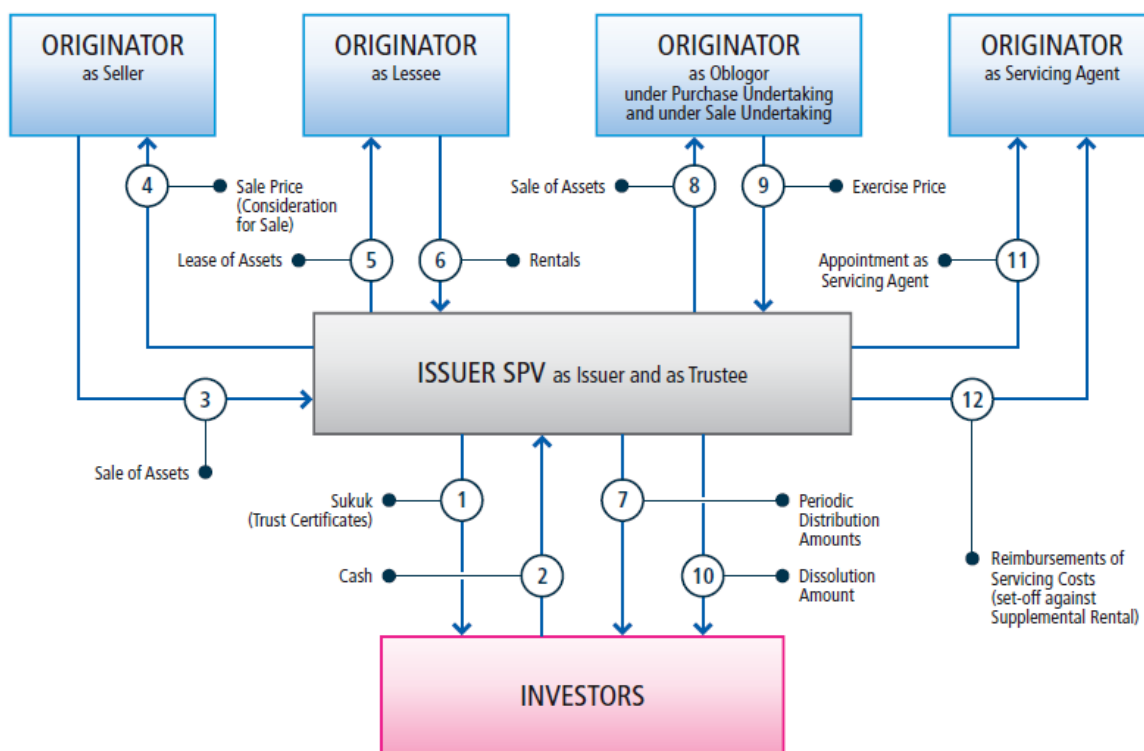 ORIGINATOR
as Seller
ORIGINATOR
as Lessee
ORIGINATOR
as Oblogor
under Purchase Undertaking
and under Sale Undertaking
ORIGINATOR
as Servicing Agent
4
Sale Price
(Consideration
for Sale)
Lease of Assets
5
6
Rentals
Sale of Assets
8
9
Exercise Price
Appointment as
Servicing Agent
11
ISSUER SPV as Issuer and as Trustee
3
Sale of Assets
12
Reimbursements of
Servicing Costs
(set-off against
Supplemental Rental)
Sukuk
(Trust Certificates)
1
Cash
2
7
Periodic
Distribution
Amounts
10
Dissolution
Amount
INVESTORS